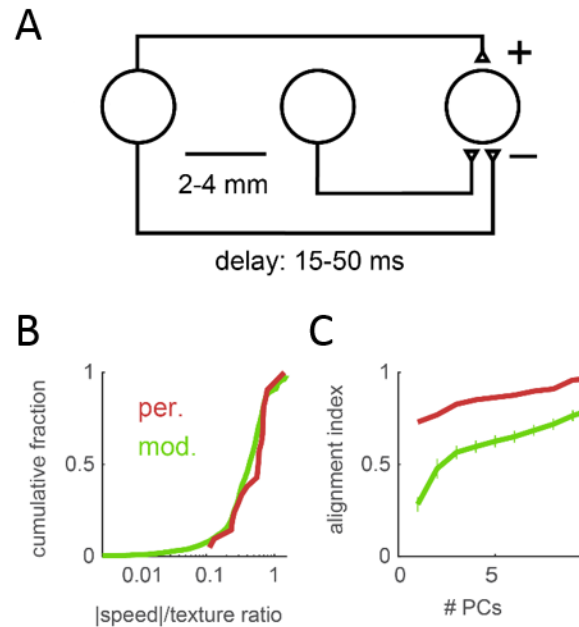 A
+
2-4 mm
−
delay: 15-50 ms
B
C
1
per.
mod.
0.5
0
cumulative fraction
0.01 0.1 1
|speed|/texture ratio
1
0.5
0
alignment index
0 5
# PCs